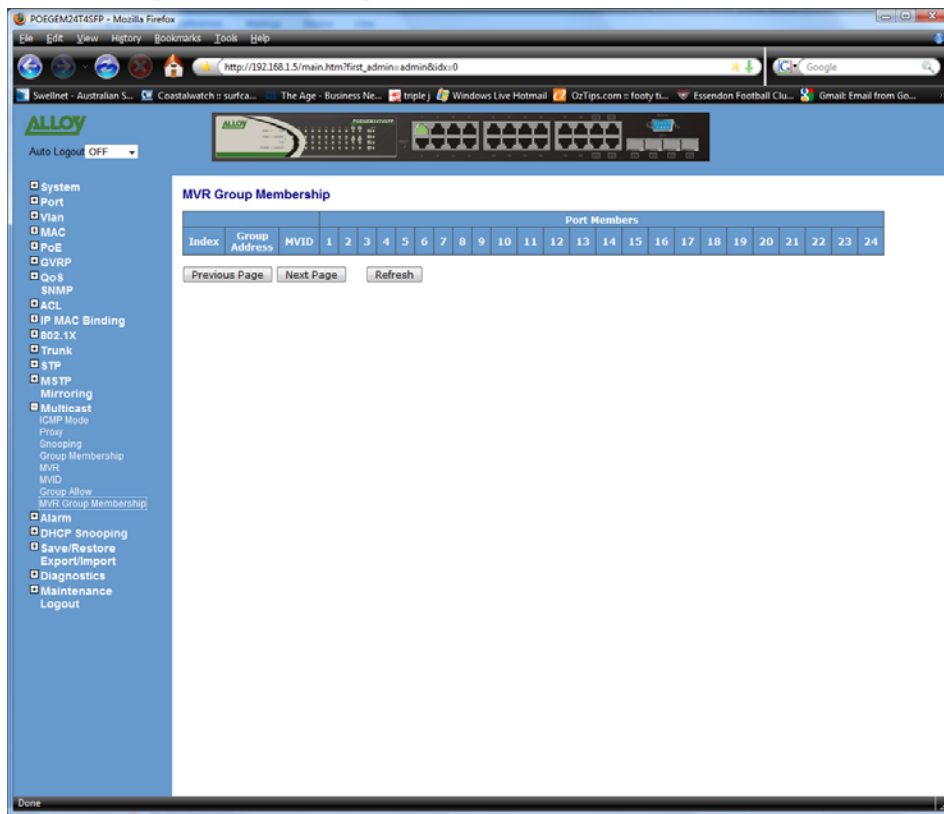 POEGEM24T4SFP - Mozilla Firefox
File Edit View History Bookmarks Tools Help
http://192.168.1.5/main.htm?first_admin=admin&idx=0
Google
Swellnet - Australian S... Coastalwatch :: surfca... The Age - Business Ne... triple j Windows Live Hotmail OzTips.com :: footy ti... Essendon Football Clu... Gmail: Email from Go...
ALLOY
ALLOY
Auto Logout OFF
System
Port
Vlan
MAC
PoE
GVRP
QoS
SNMP
ACL
IP MAC Binding
802.1X
Trunk
STP
MSTP
Mirroring
Multicast
IGMP Mode
Proxy
Snooping
Group Membership
MVR
MVID
Group Allow
MVR Group Membership
Alarm
DHCP Snooping
Save/Restore
Export/Import
Diagnostics
Maintenance
Logout
MVR Group Membership
Port Members
Index Group Address MVID 1 2 3 4 5 6 7 8 9 10 11 12 13 14 15 16 17 18 19 20 21 22 23 24
Previous Page Next Page Refresh
Done